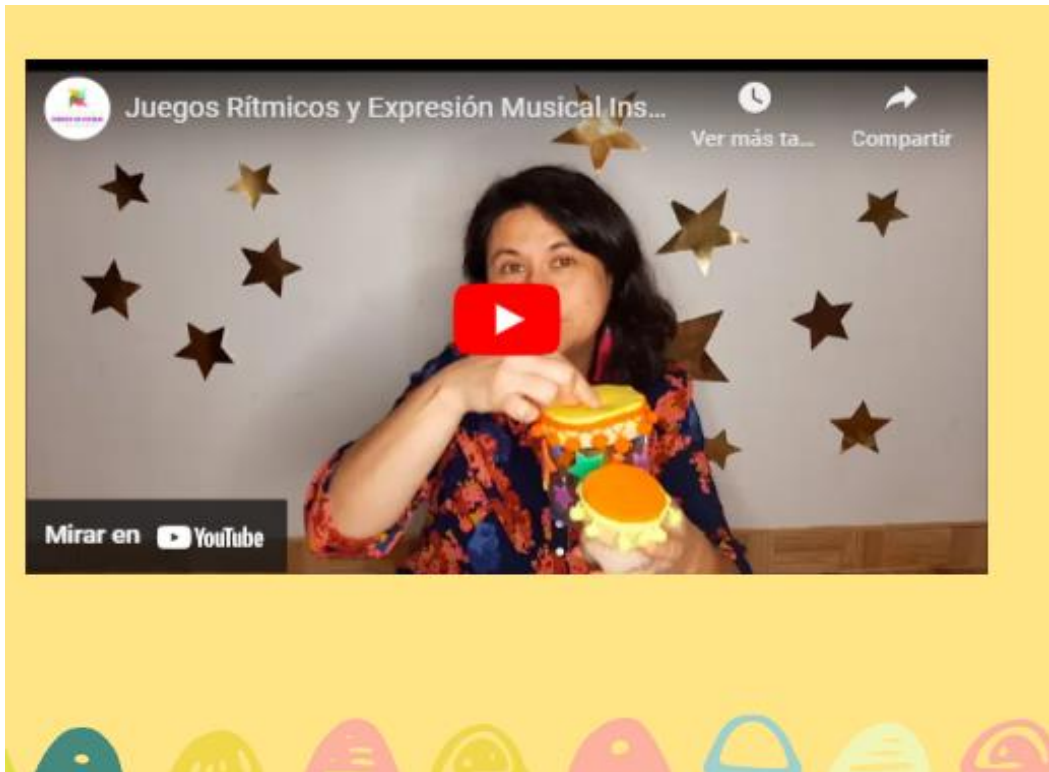 Juegos Rítmicos y Expresión Musical Ins...
Ver más ta...
Compartir
Mirar en YouTube